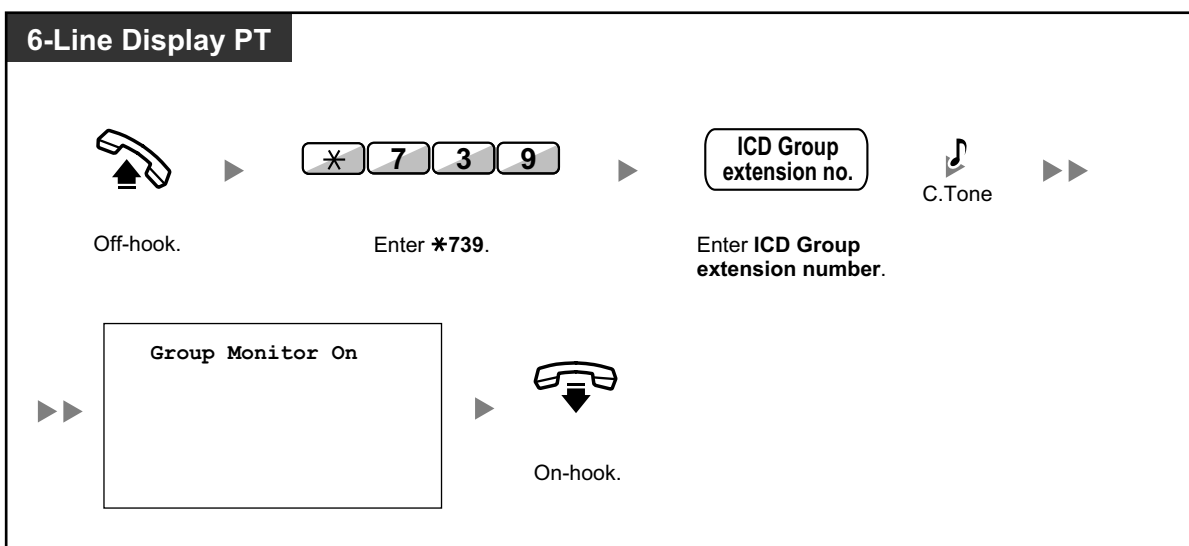 6-Line Display PT
* 7 3 9
ICD Group
extension no.
C.Tone
Off-hook.
Enter *739.
Enter ICD Group
extension number.
Group Monitor On
On-hook.